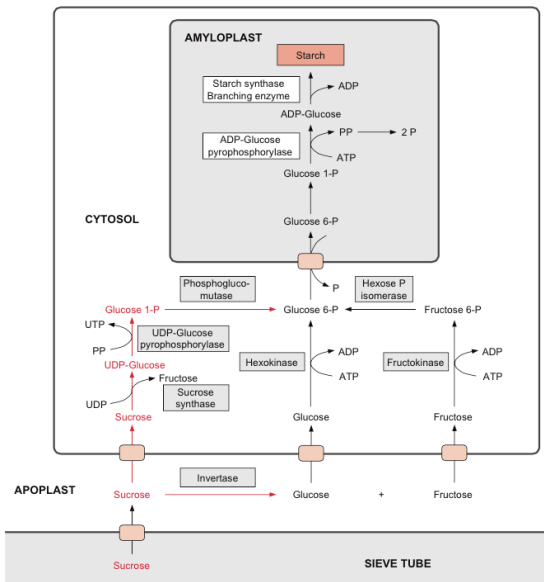 AMYLOPLAST
Starch
Starch synthase
Branching enzyme
ADP
ADP-Glucose
ADP-Glucose
pyrophosphorylase
PP
2 P
ATP
Glucose 1-P
CYTOSOL
Glucose 6-P
Phosphogluco-
mutase
P
Hexose P
isomerase
Glucose 1-P
Glucose 6-P
Fructose 6-P
UTP
PP
UDP-Glucose
pyrophosphorylase
Hexokinase
ADP
ATP
Fructokinase
ADP
ATP
UDP-Glucose
Fructose
UDP
Sucrose
synthase
Sucrose
Glucose
Fructose
APOPLAST
Invertase
Sucrose
Glucose
+
Fructose
SIEVE TUBE
Sucrose